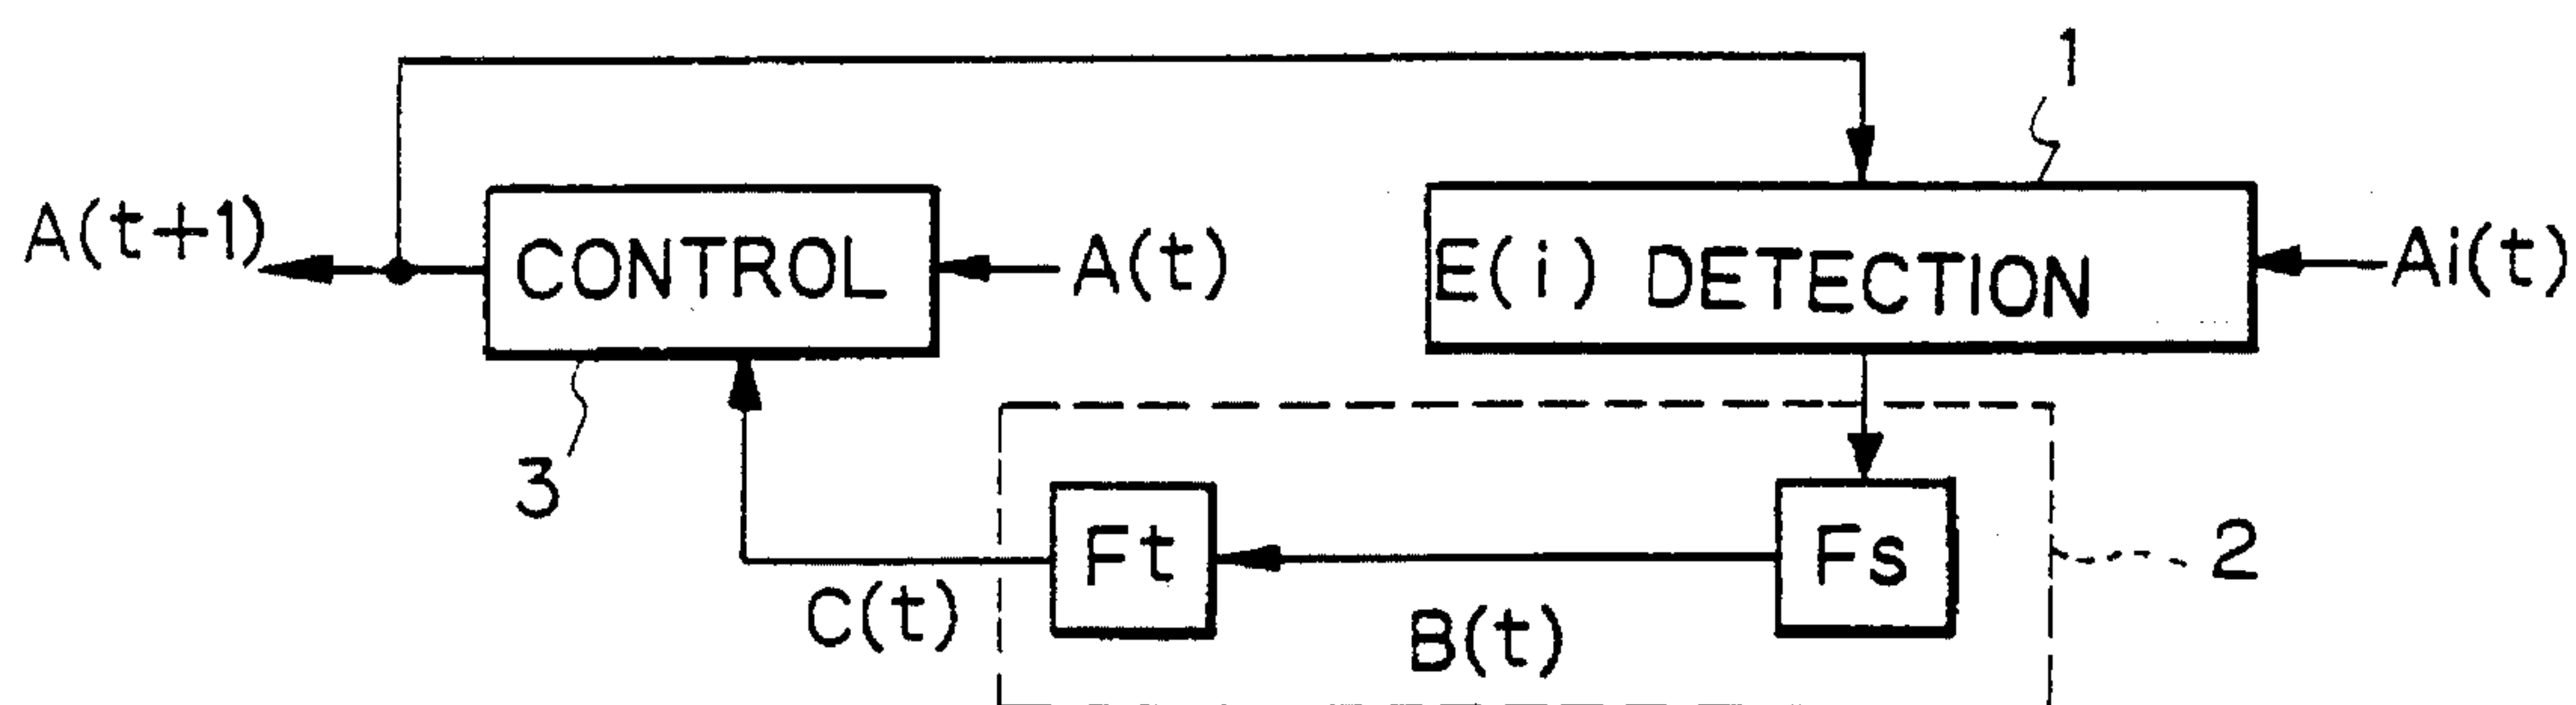 1
A(t+1)
CONTROL
A(t)
E(i) DETECTION
Ai(t)
3
Ft
Fs
2
C(t)
B(t)